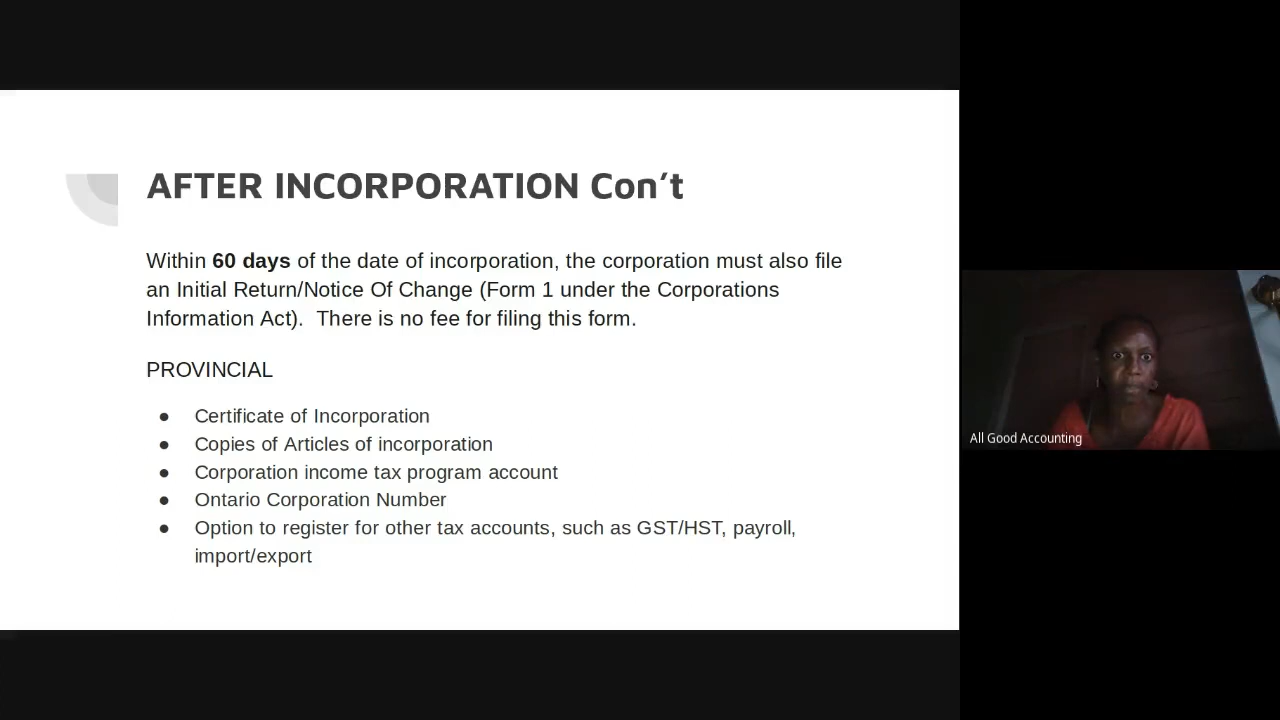 AFTER INCORPORATION Con't
Within 60 days of the date of incorporation, the corporation must also file
an Initial Return/Notice Of Change (Form 1 under the Corporations
Information Act).  There is no fee for filing this form.
PROVINCIAL
● Certificate of Incorporation
● Copies of Articles of incorporation
● Corporation income tax program account
● Ontario Corporation Number
● Option to register for other tax accounts, such as GST/HST, payroll,
import/export
All Good Accounting